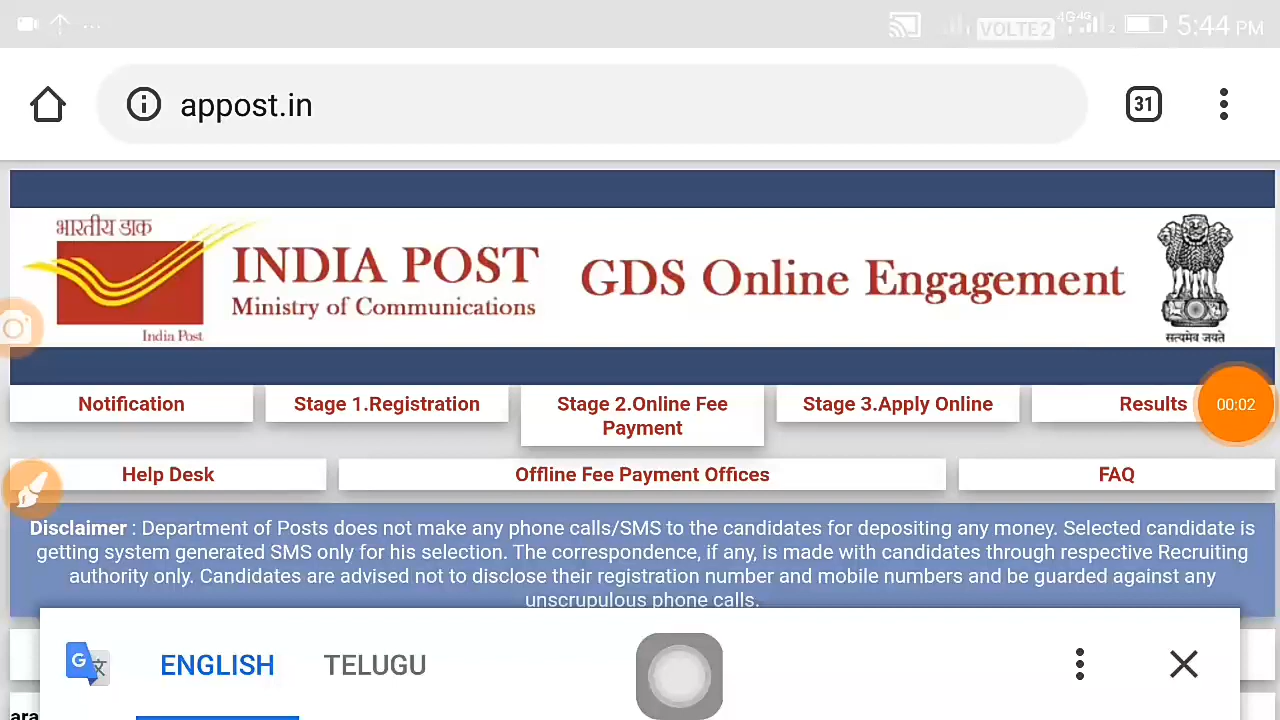 VOLTE2 4G 4G 2 5:44 PM
appost.in
31
भारतीय डाक
INDIA POST
Ministry of Communications
India Post
GDS Online Engagement
सत्यमेव जयते
Notification
Stage 1.Registration
Stage 2.Online Fee
Payment
Stage 3.Apply Online
Results
00:02
Help Desk
Offline Fee Payment Offices
FAQ
Disclaimer : Department of Posts does not make any phone calls/SMS to the candidates for depositing any money. Selected candidate is
getting system generated SMS only for his selection. The correspondence, if any, is made with candidates through respective Recruiting
authority only. Candidates are advised not to disclose their registration number and mobile numbers and be guarded against any
unscrupulous phone calls.
ENGLISH
TELUGU